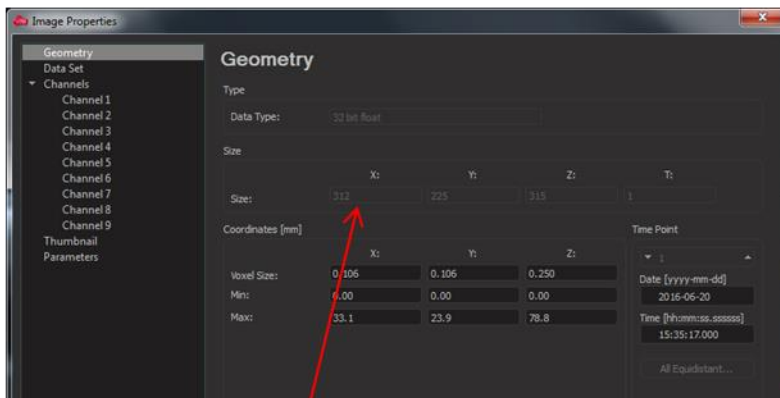 Image Properties
Geometry
Data Set
Channels
Channel 1
Channel 2
Channel 3
Channel 4
Channel 5
Channel 6
Channel 7
Channel 8
Channel 9
Thumbnail
Parameters
Geometry
Type
Data Type: 32 bit float
Size
X: Y: Z: T:
Size: 312 225 315 1
Coordinates [mm]
X: Y: Z:
Voxel Size: 0.106 0.106 0.250
Min: 0.00 0.00 0.00
Max: 33.1 23.9 78.8
Time Point
1
Date [yyyy-mm-dd]
2016-06-20
Time [hh:mm:ss.ssssss]
15:35:17.000
All Equidistant...